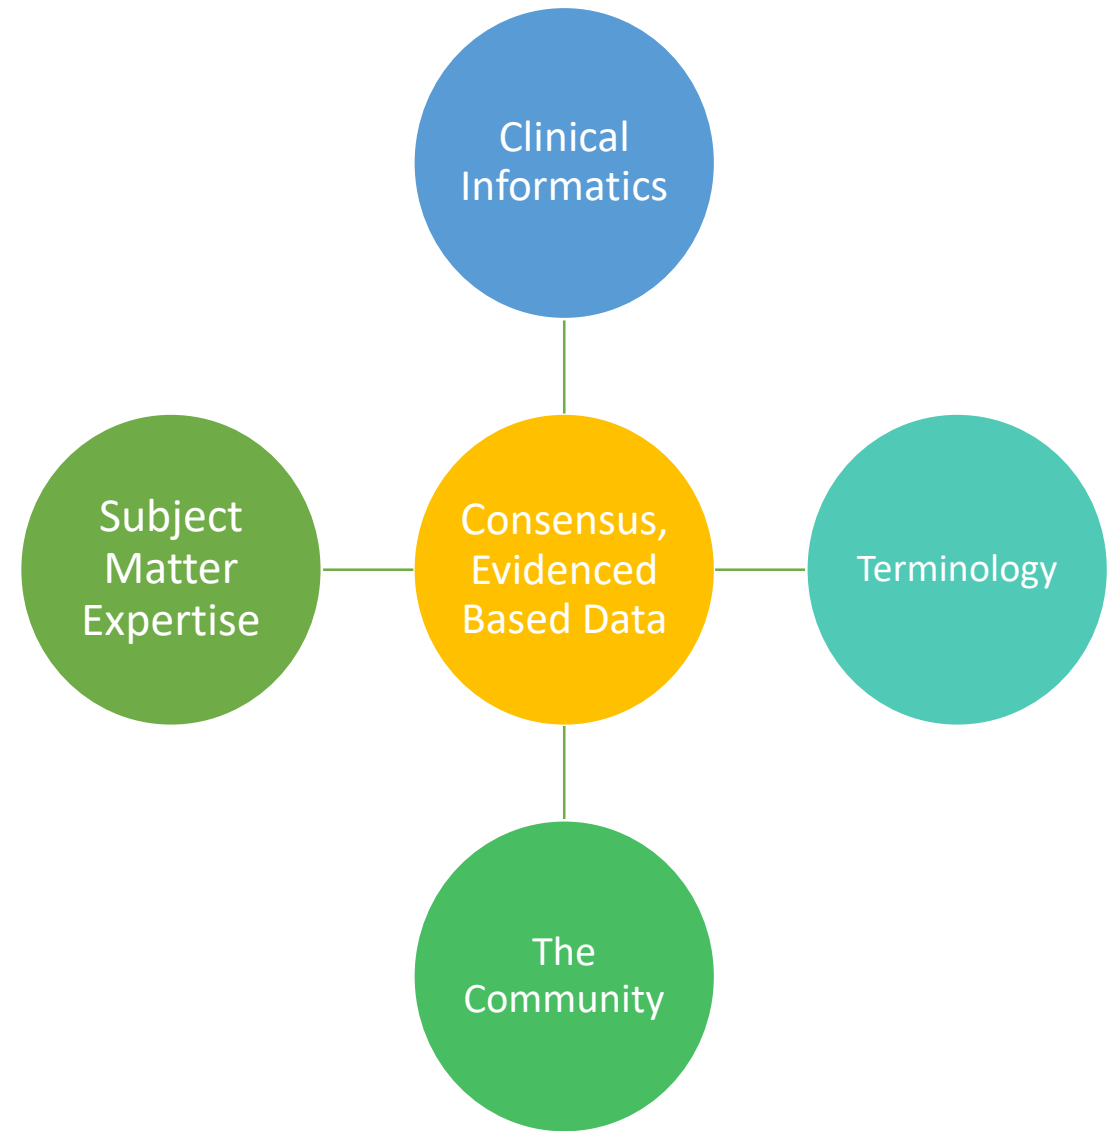 Clinical
Informatics
Subject
Matter
Expertise
Consensus,
Evidenced
Based Data
Terminology
The
Community